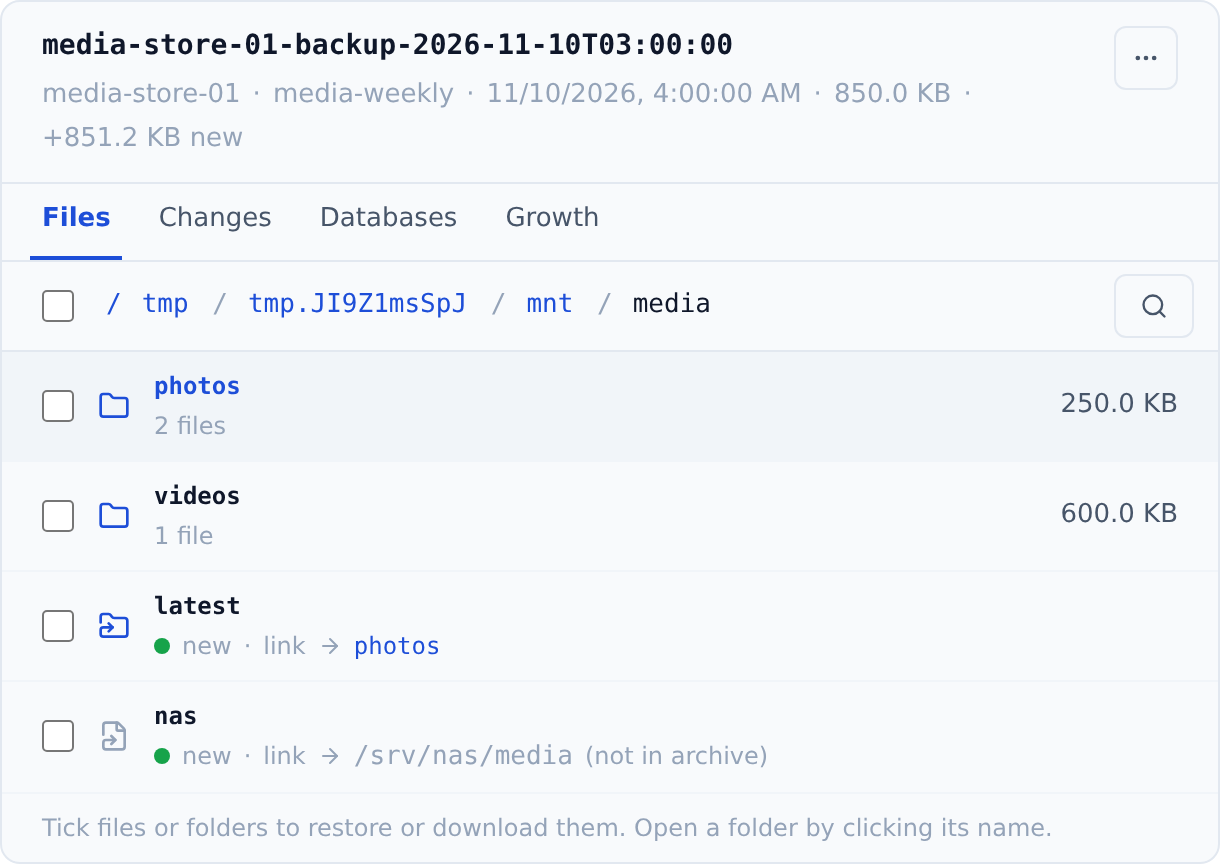 media-store-01-backup-2026-11-10T03:00:00
media-store-01 · media-weekly · 11/10/2026, 4:00:00 AM · 850.0 KB ·
+851.2 KB new
Files Changes Databases Growth
/ tmp / tmp.JI9Z1msSpJ / mnt / media
photos 250.0 KB
2 files
videos 600.0 KB
1 file
latest
new · link → photos
nas
new · link → /srv/nas/media (not in archive)
Tick files or folders to restore or download them. Open a folder by clicking its name.